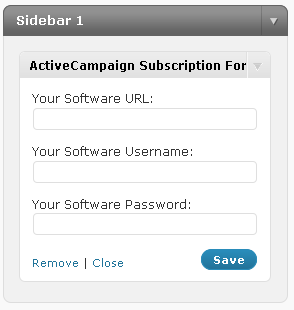 Sidebar 1
ActiveCampaign Subscription For
Your Software URL:
Your Software Username:
Your Software Password:
Remove | Close
Save